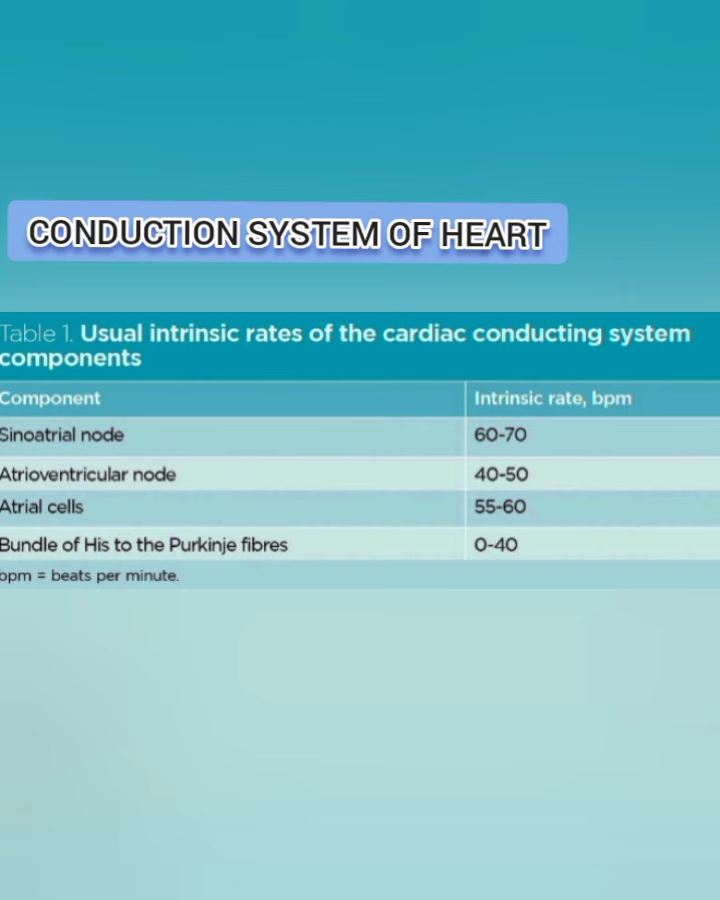 CONDUCTION SYSTEM OF HEART
Table 1. Usual intrinsic rates of the cardiac conducting system
components
Component Intrinsic rate, bpm
Sinoatrial node 60-70
Atrioventricular node 40-50
Atrial cells 55-60
Bundle of His to the Purkinje fibres 0-40
bpm = beats per minute.